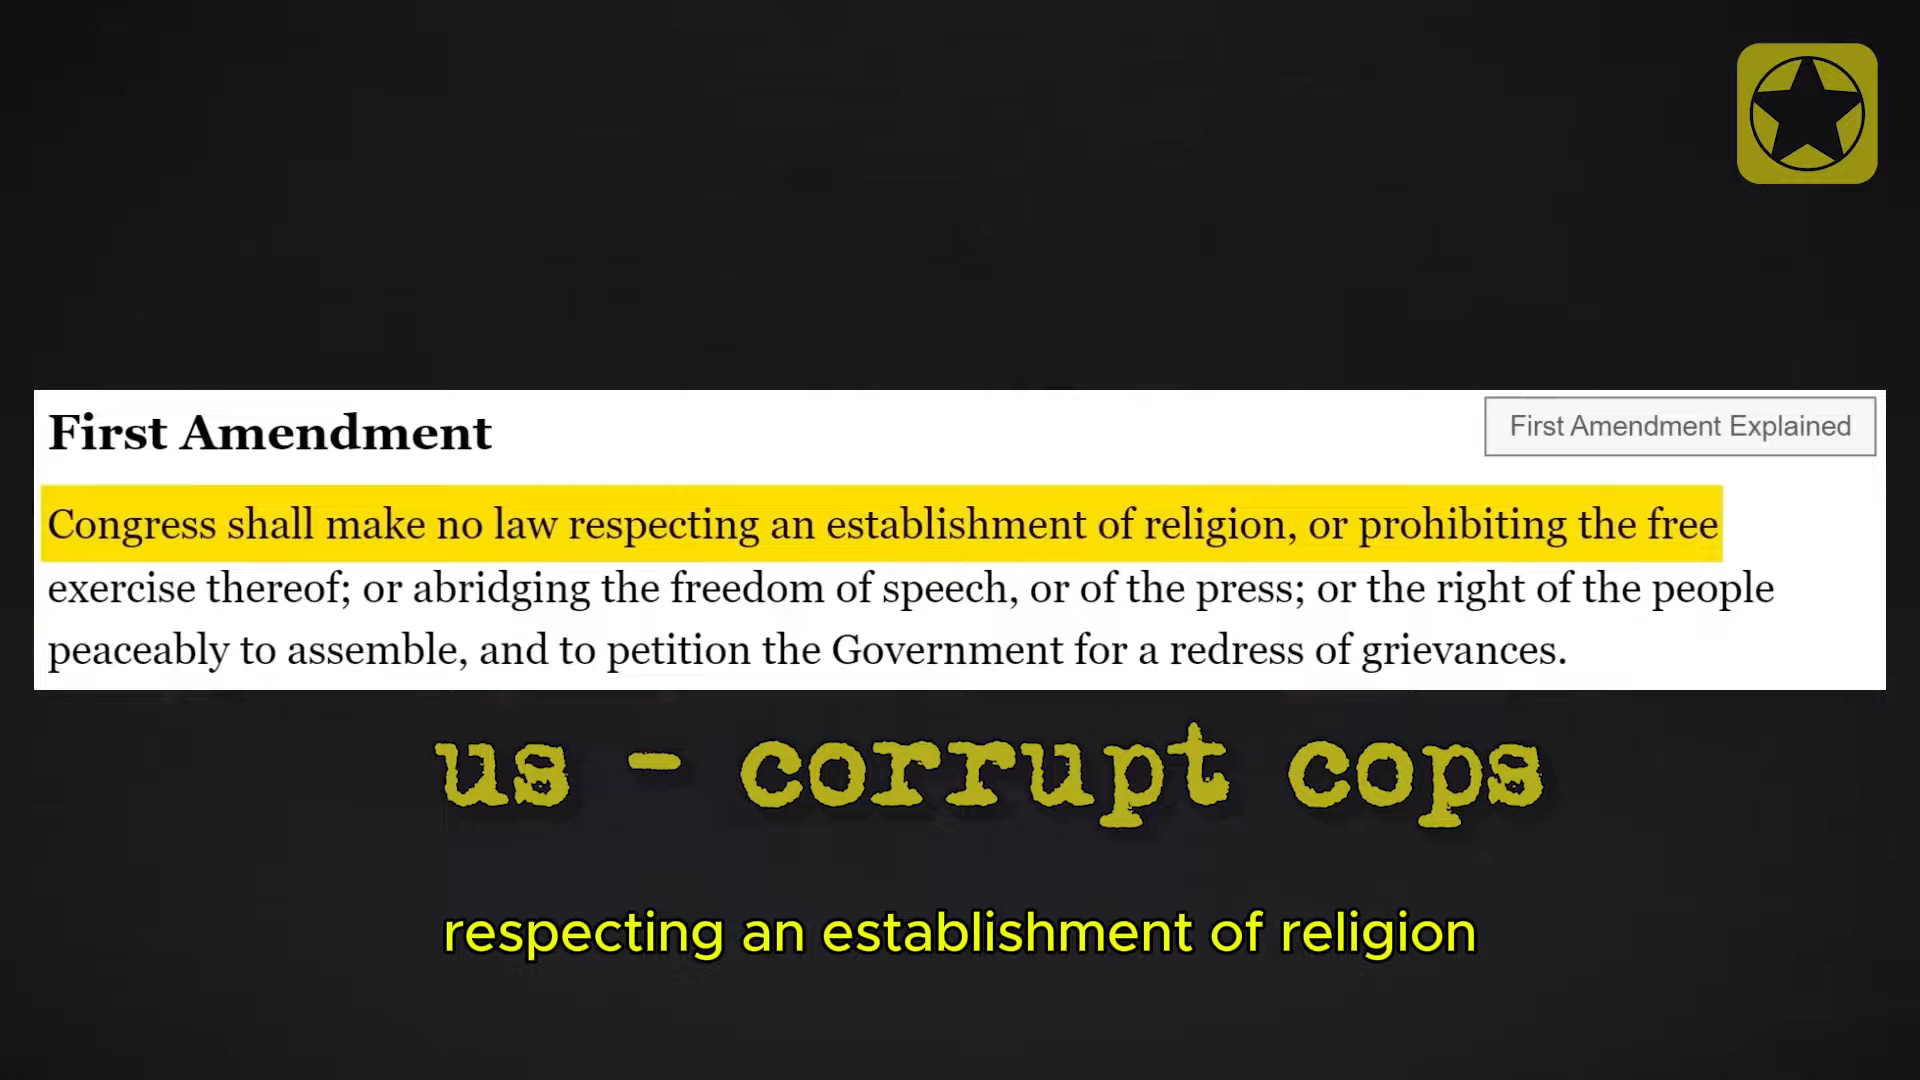 First Amendment
First Amendment Explained
Congress shall make no law respecting an establishment of religion, or prohibiting the free
exercise thereof; or abridging the freedom of speech, or of the press; or the right of the people
peaceably to assemble, and to petition the Government for a redress of grievances.
us - corrupt cops
respecting an establishment of religion